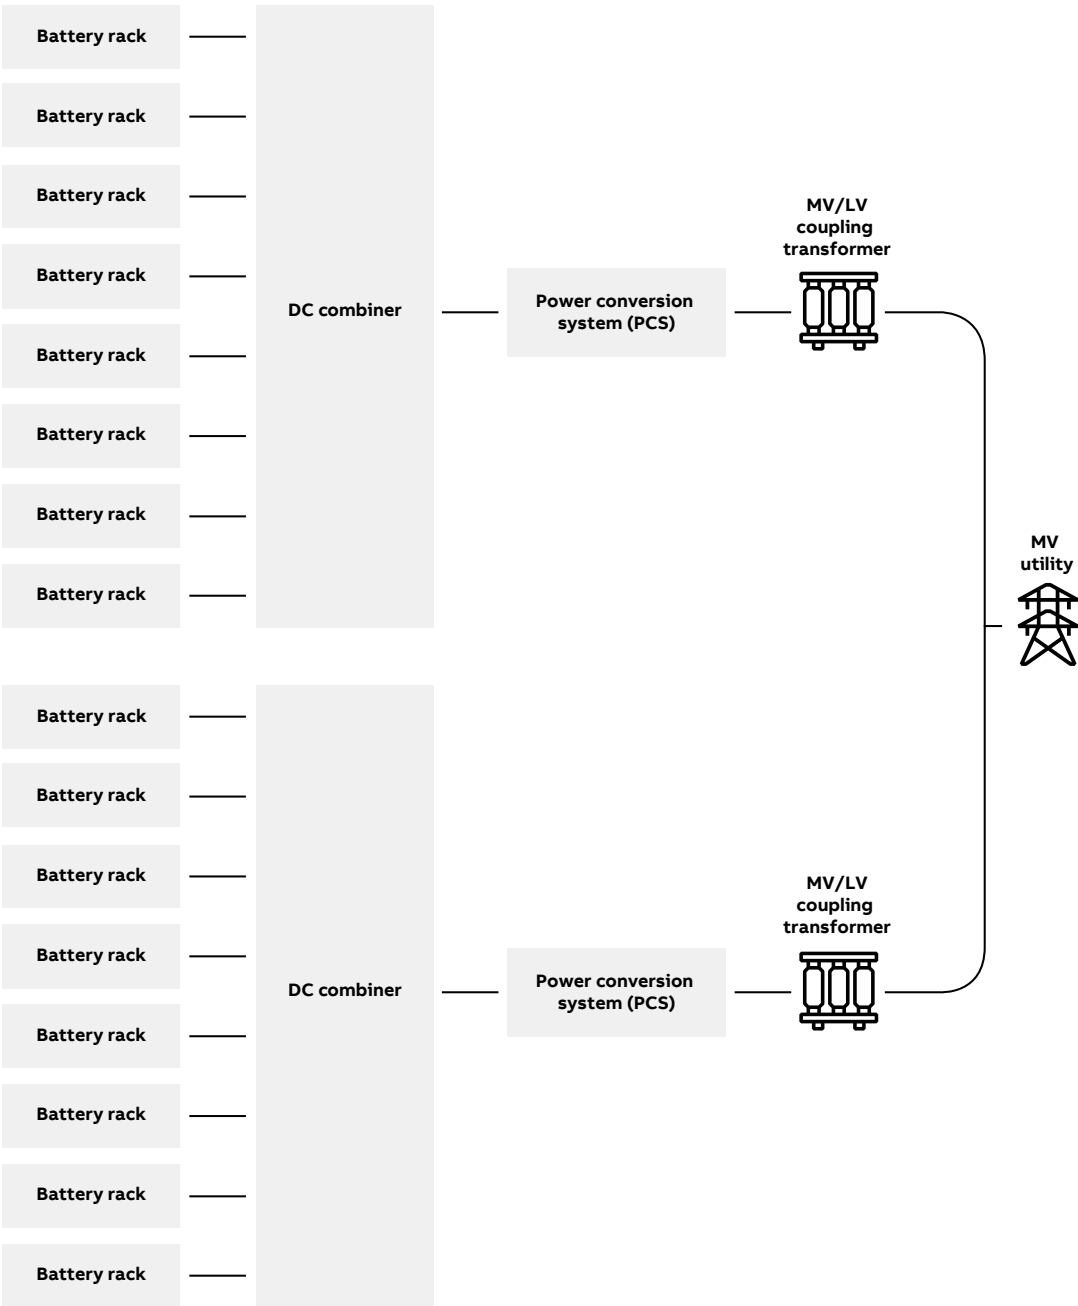 Battery rack
Battery rack
Battery rack
Battery rack
Battery rack
Battery rack
Battery rack
Battery rack
DC combiner
Power conversion
system (PCS)
MV/LV
coupling
transformer
MV
utility
Battery rack
Battery rack
Battery rack
Battery rack
Battery rack
Battery rack
Battery rack
Battery rack
DC combiner
Power conversion
system (PCS)
MV/LV
coupling
transformer